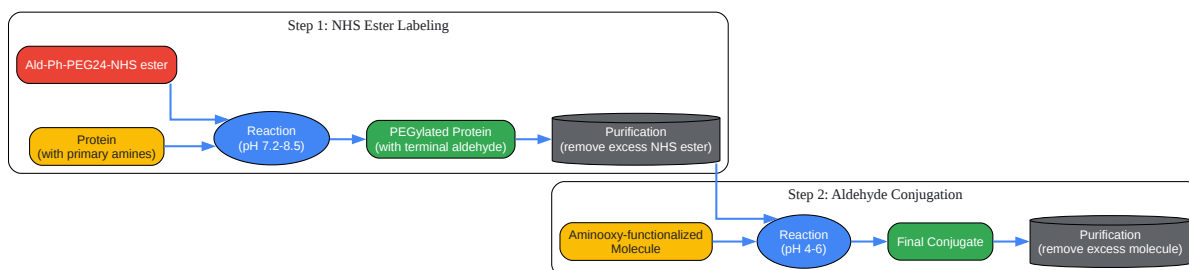 Step 1: NHS Ester Labeling
Ald-Ph-PEG24-NHS ester
Protein
(with primary amines)
Reaction
(pH 7.2-8.5)
PEGylated Protein
(with terminal aldehyde)
Purification
(remove excess NHS ester)
Step 2: Aldehyde Conjugation
Aminooxy-functionalized
Molecule
Reaction
(pH 4-6)
Final Conjugate
Purification
(remove excess molecule)